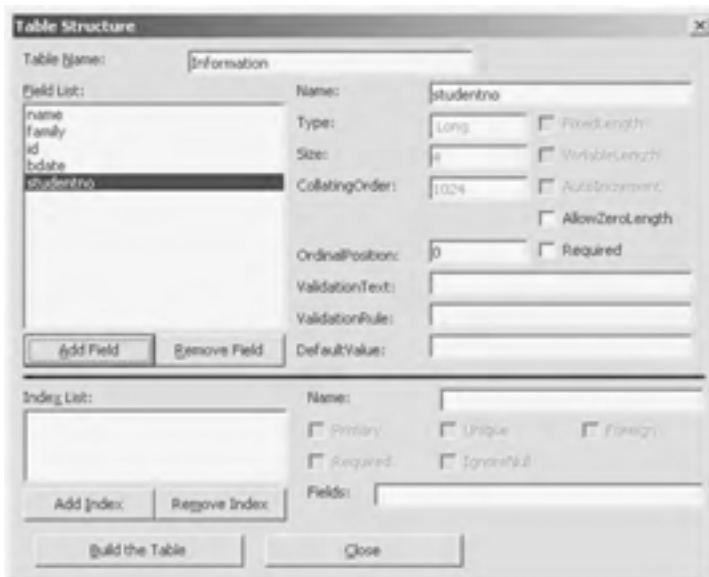 Table Structure
Table Name: Information
Field List:
name
family
id
bdate
studentno
Add Field Remove Field
Name: studentno
Type: Long FixedLength
Size: 4 VariableLength
CollatingOrder: 1024 AutoIncrement
AllowZeroLength
OrdinalPosition: 0 Required
ValidationText:
ValidationRule:
DefaultValue:
Index List:
Add Index Remove Index
Name:
Primary Unique Foreign
Required IgnoreNull
Fields:
Build the Table Close